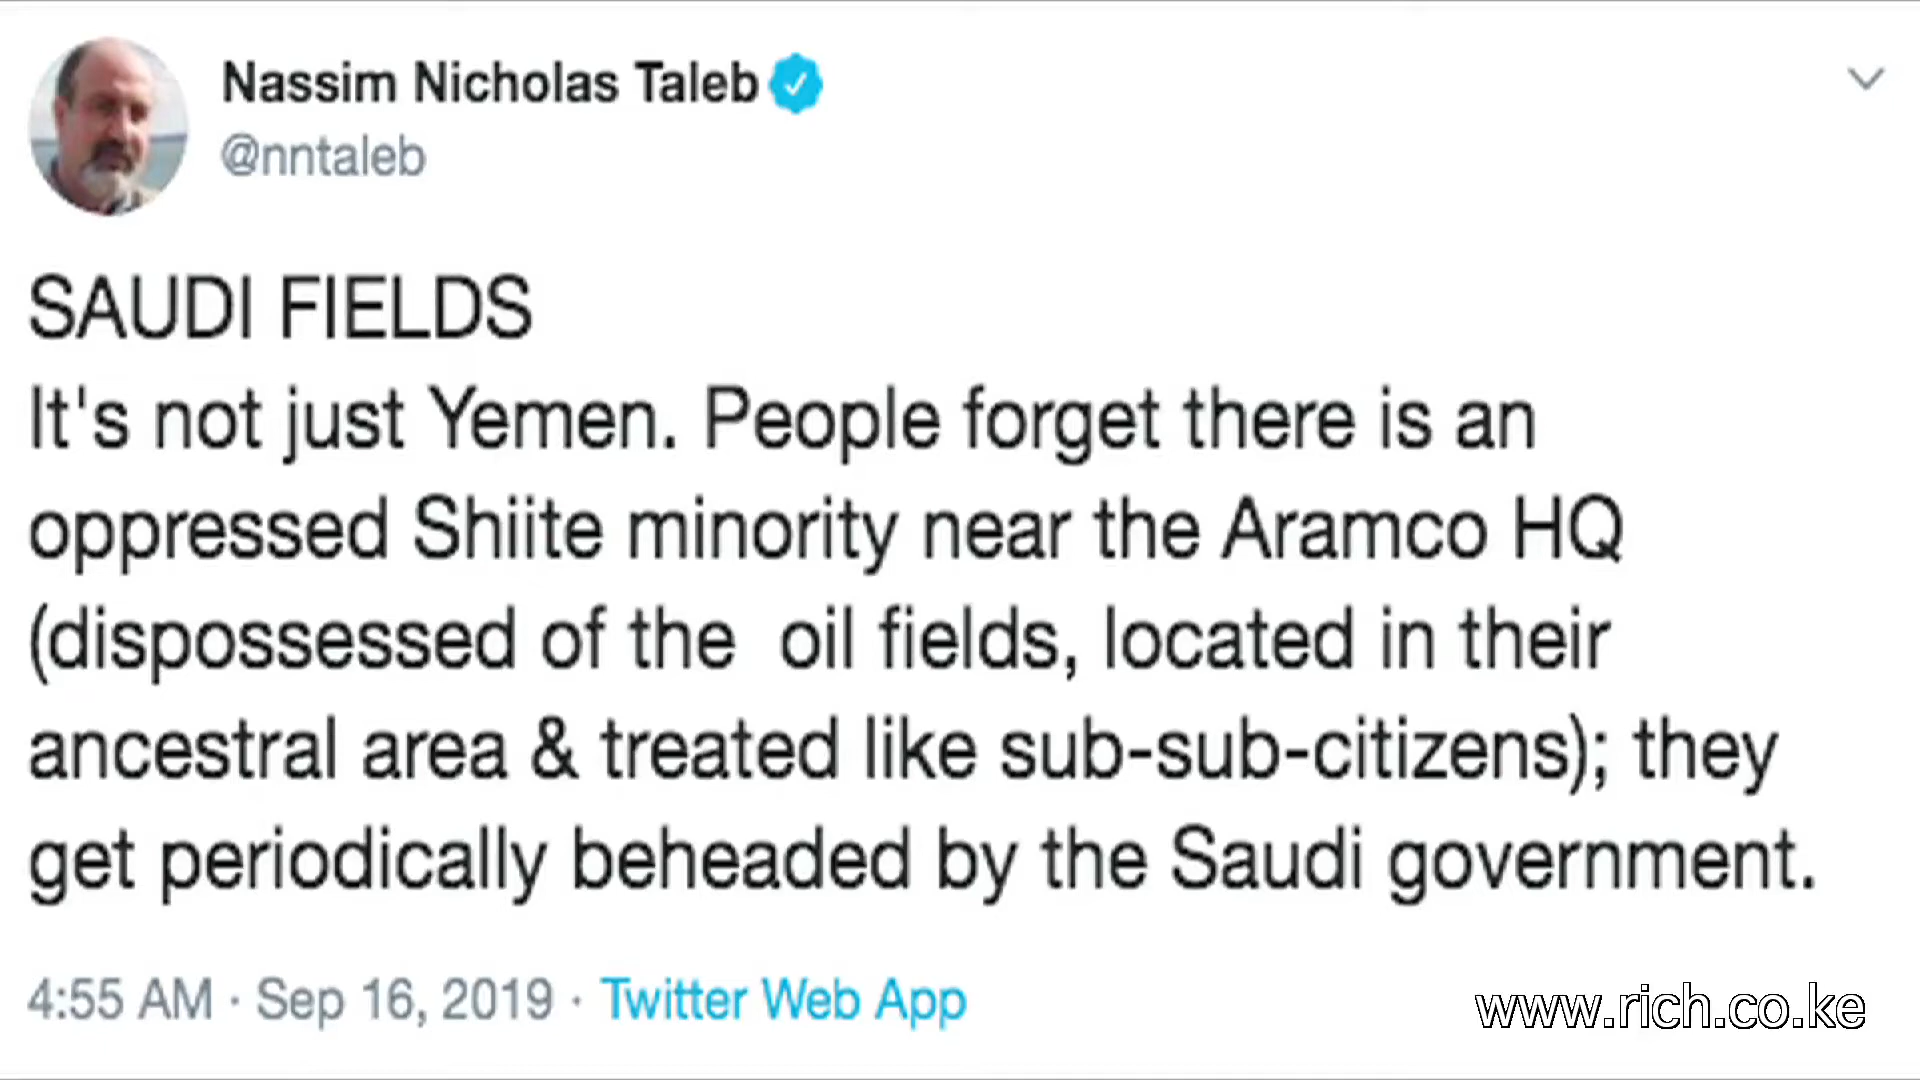 Nassim Nicholas Taleb
@nntaleb
SAUDI FIELDS
It's not just Yemen. People forget there is an
oppressed Shiite minority near the Aramco HQ
(dispossessed of the  oil fields, located in their
ancestral area & treated like sub-sub-citizens); they
get periodically beheaded by the Saudi government.
4:55 AM · Sep 16, 2019 · Twitter Web App
www.rich.co.ke